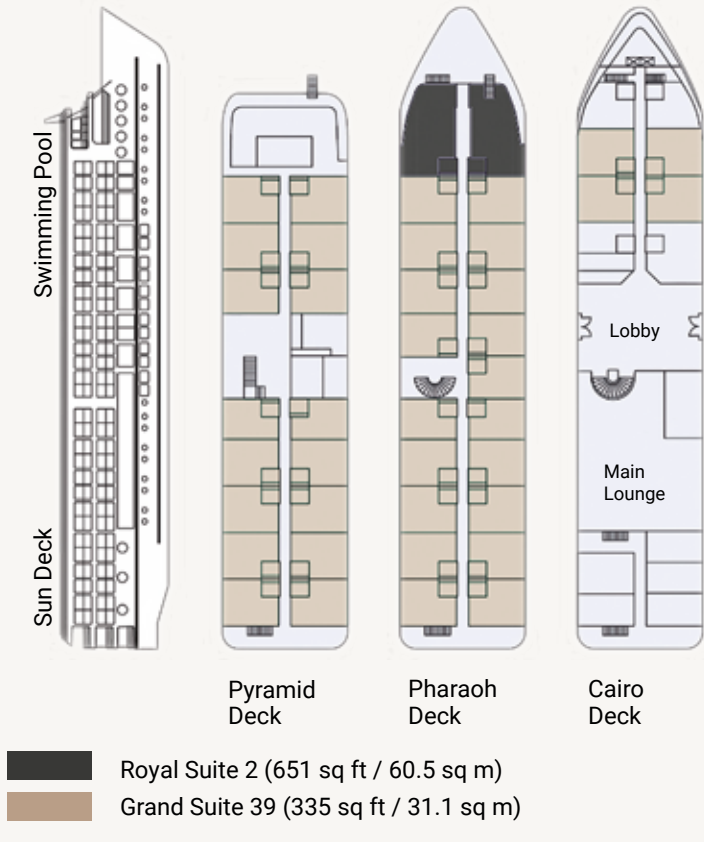 Swimming Pool
Sun Deck
Lobby
Main
Lounge
Pyramid
Deck
Pharaoh
Deck
Cairo
Deck
Royal Suite 2 (651 sq ft / 60.5 sq m)
Grand Suite 39 (335 sq ft / 31.1 sq m)